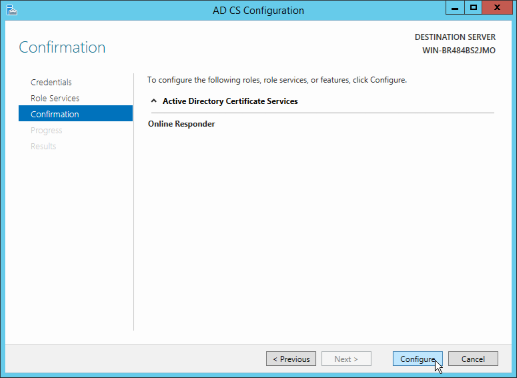 AD CS Configuration
DESTINATION SERVER
WIN-BR484BS2JMO
Confirmation
Credentials
Role Services
Confirmation
Progress
Results
To configure the following roles, role services, or features, click Configure.
Active Directory Certificate Services
Online Responder
< Previous
Next >
Configure
Cancel